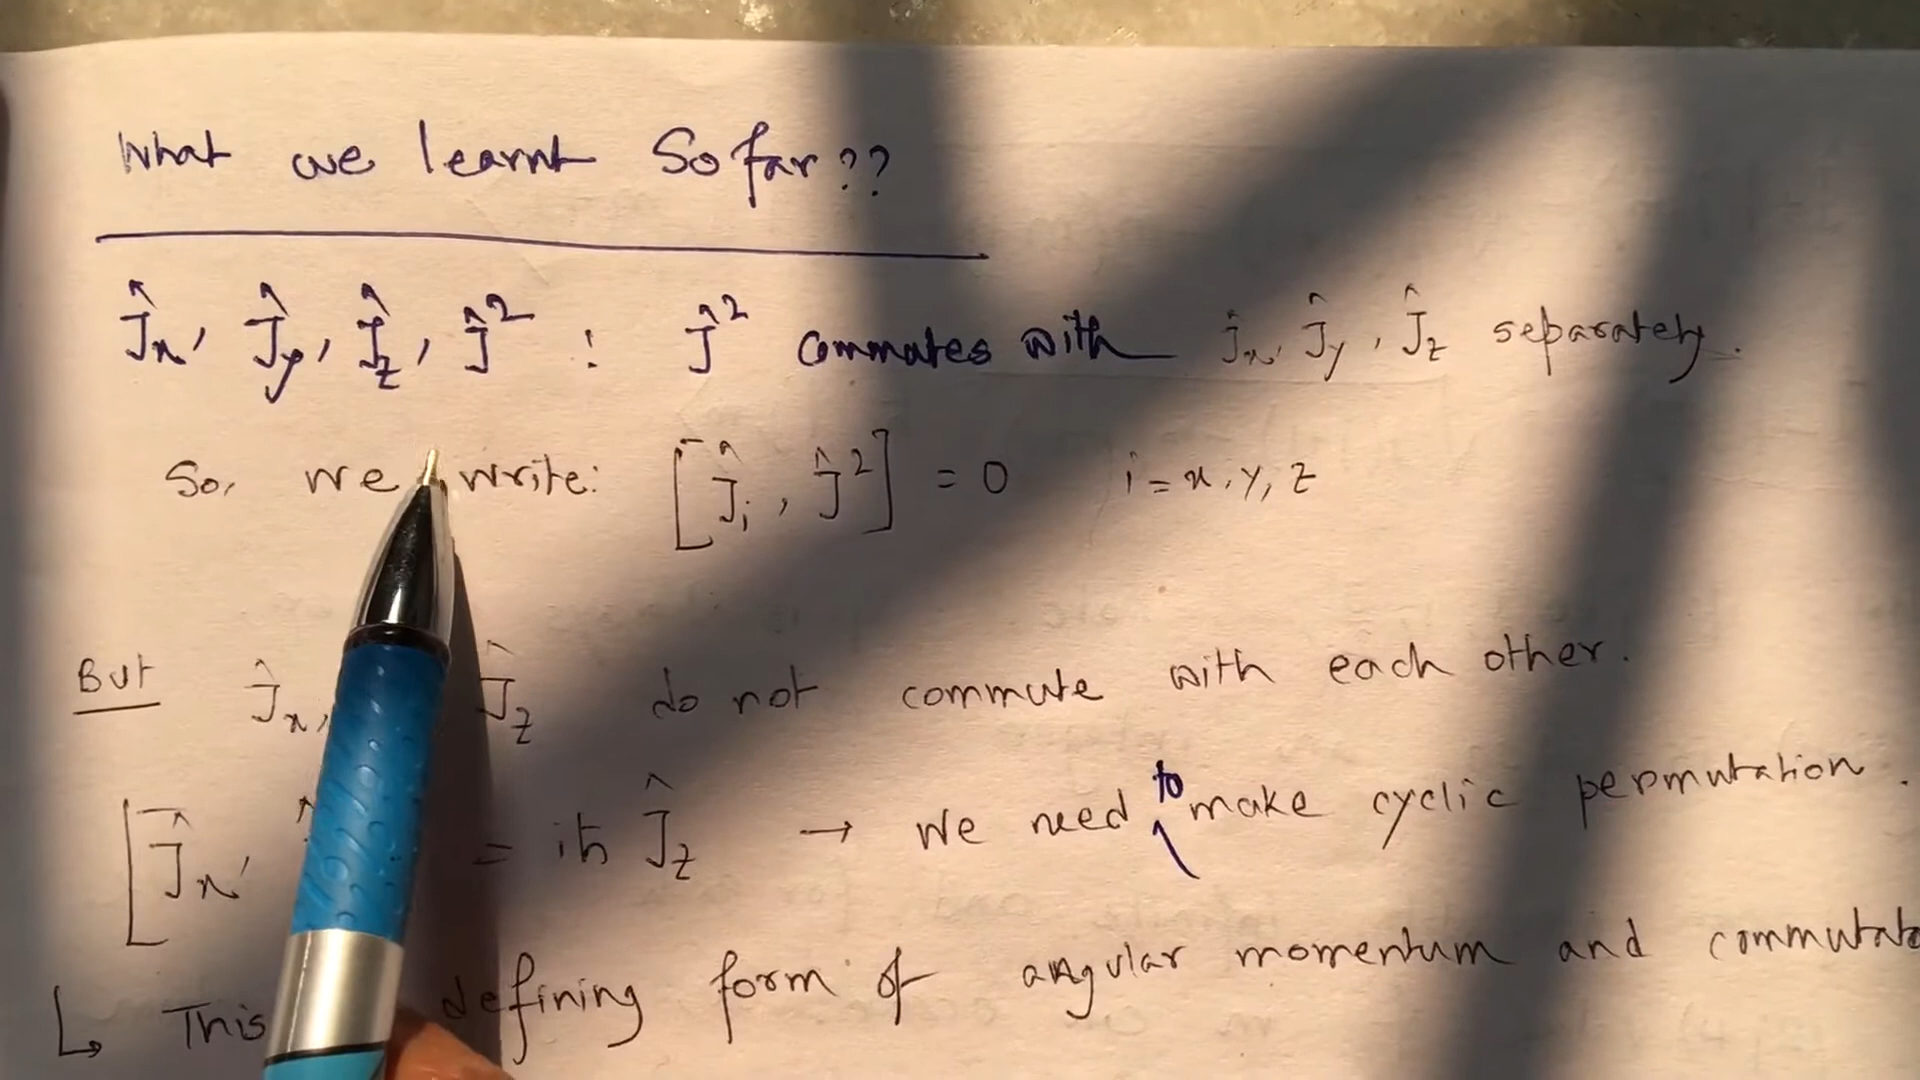 What we learnt So far??
Ĵx, Ĵy, Ĵz, Ĵ² : Ĵ² commutes with Ĵx, Ĵy, Ĵz separately.
So, we write: [Ĵi, Ĵ²] = 0 i = x, y, z
But Ĵx, Ĵz do not commute with each other.
[Ĵx, = iħ Ĵz → We need to make cyclic permutation.
↳ This defining form of angular momentum and